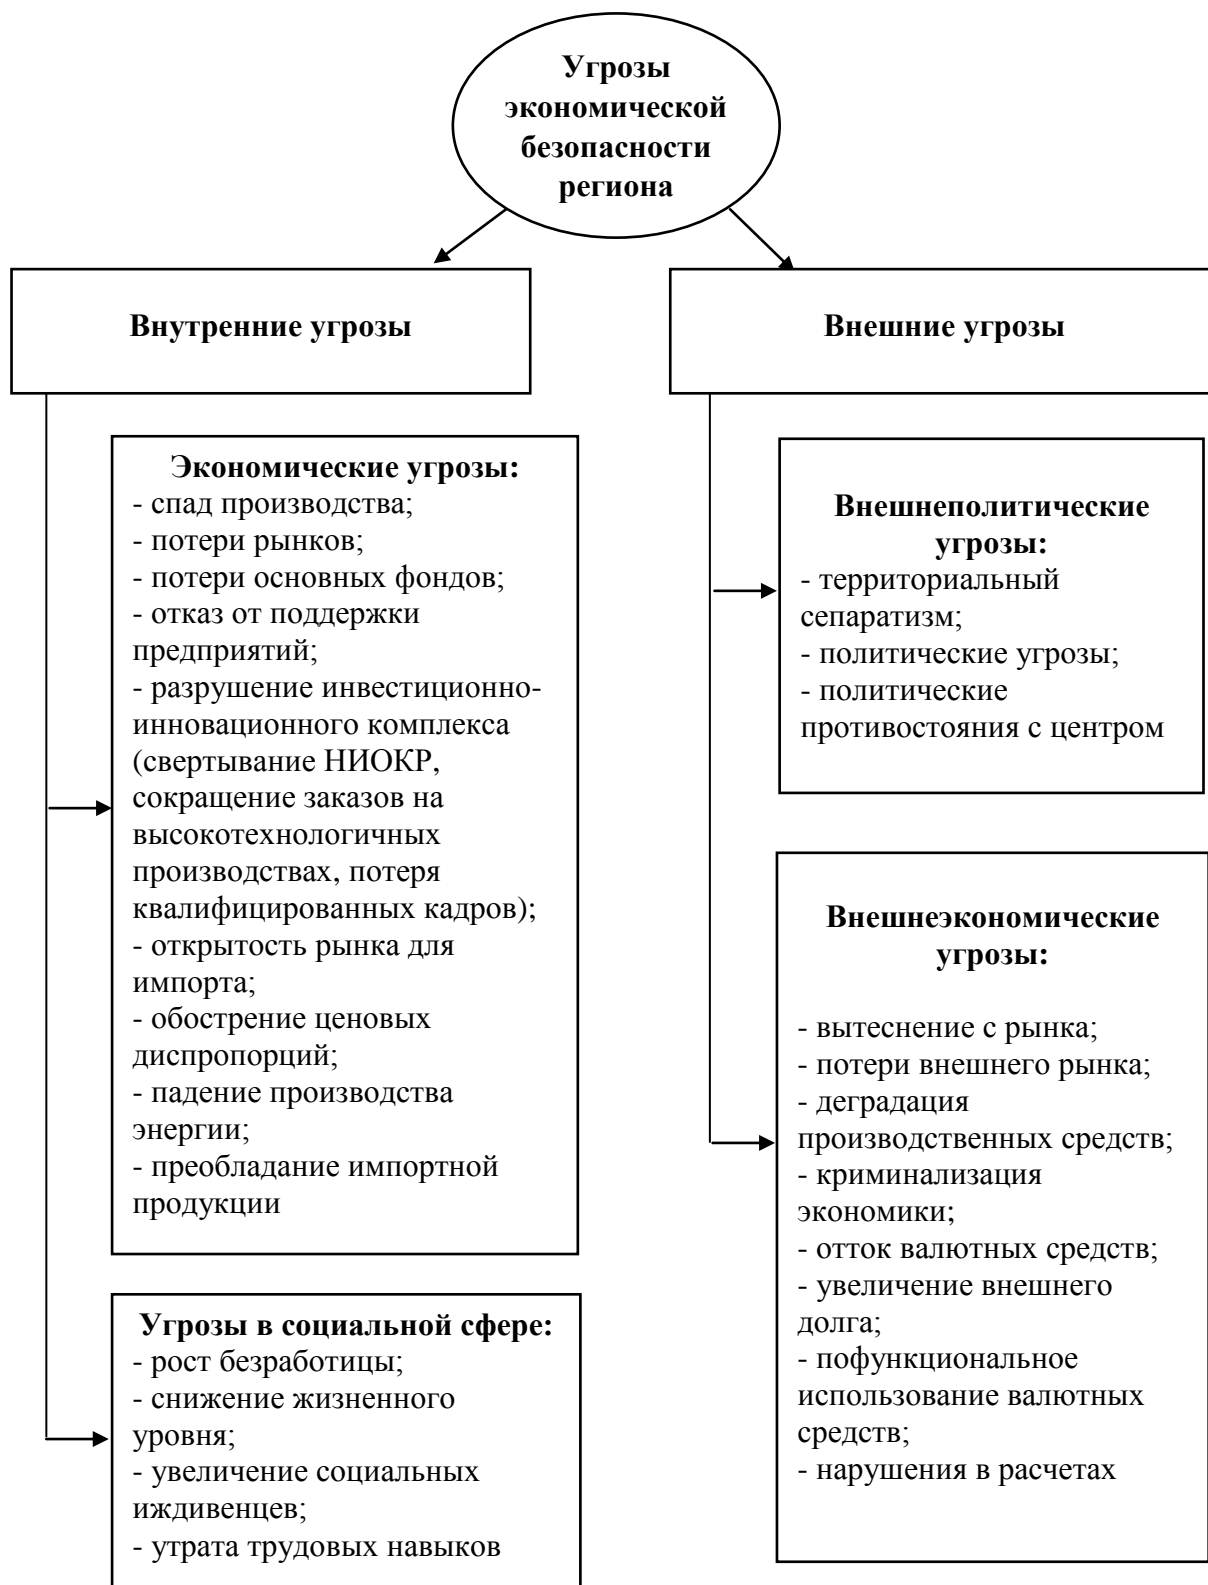 Угрозы
экономической
безопасности
региона
Внутренние угрозы
Внешние угрозы
Экономические угрозы:
- спад производства;
- потери рынков;
- потери основных фондов;
- отказ от поддержки
предприятий;
- разрушение инвестиционно-
инновационного комплекса
(свертывание НИОКР,
сокращение заказов на
высокотехнологичных
производствах, потеря
квалифицированных кадров);
- открытость рынка для
импорта;
- обострение ценовых
диспропорций;
- падение производства
энергии;
- преобладание импортной
продукции
Угрозы в социальной сфере:
- рост безработицы;
- снижение жизненного
уровня;
- увеличение социальных
иждивенцев;
- утрата трудовых навыков
Внешнеполитические
угрозы:
- территориальный
сепаратизм;
- политические угрозы;
- политические
противостояния с центром
Внешнеэкономические
угрозы:
- вытеснение с рынка;
- потери внешнего рынка;
- деградация
производственных средств;
- криминализация
экономики;
- отток валютных средств;
- увеличение внешнего
долга;
- пофункциональное
использование валютных
средств;
- нарушения в расчетах